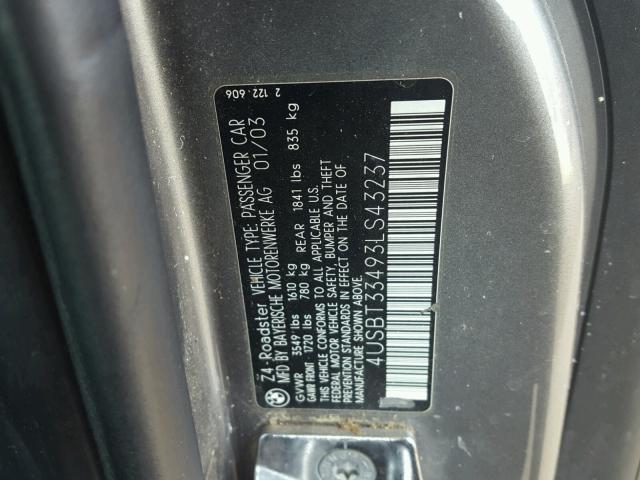 Z4-Roadster VEHICLE TYPE: PASSENGER CAR
MFD BY BAYERISCHE MOTORENWERKE AG 01/03
GVWR 3549 lbs 1610 kg
GAWR FRONT 1720 lbs 780 kg REAR 1841 lbs 835 kg
THIS VEHICLE CONFORMS TO ALL APPLICABLE U.S.
FEDERAL MOTOR VEHICLE SAFETY, BUMPER AND THEFT
PREVENTION STANDARDS IN EFFECT ON THE DATE OF
MANUFACTURE SHOWN ABOVE.
4USBT33493LS43237
2 122 606